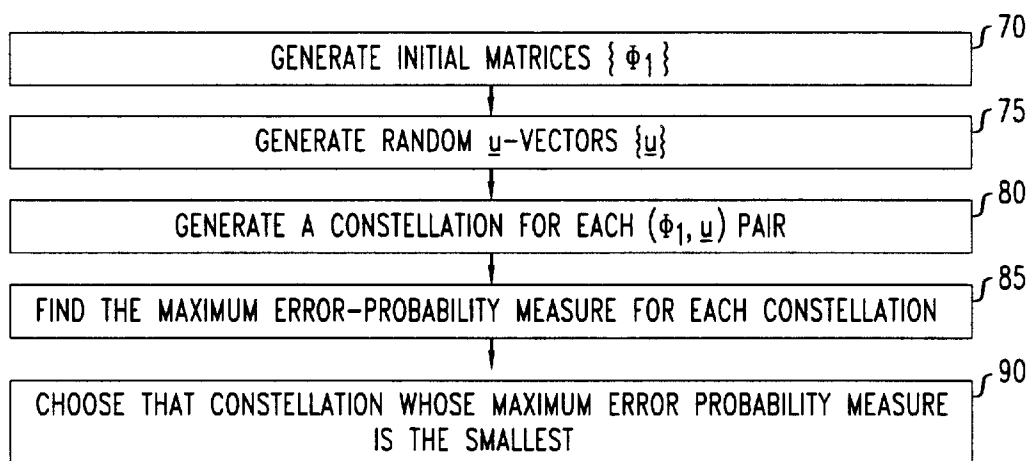 70
GENERATE INITIAL MATRICES { Φ1 }
75
GENERATE RANDOM u-VECTORS {u}
80
GENERATE A CONSTELLATION FOR EACH (Φ1, u) PAIR
85
FIND THE MAXIMUM ERROR-PROBABILITY MEASURE FOR EACH CONSTELLATION
90
CHOOSE THAT CONSTELLATION WHOSE MAXIMUM ERROR PROBABILITY MEASURE
IS THE SMALLEST